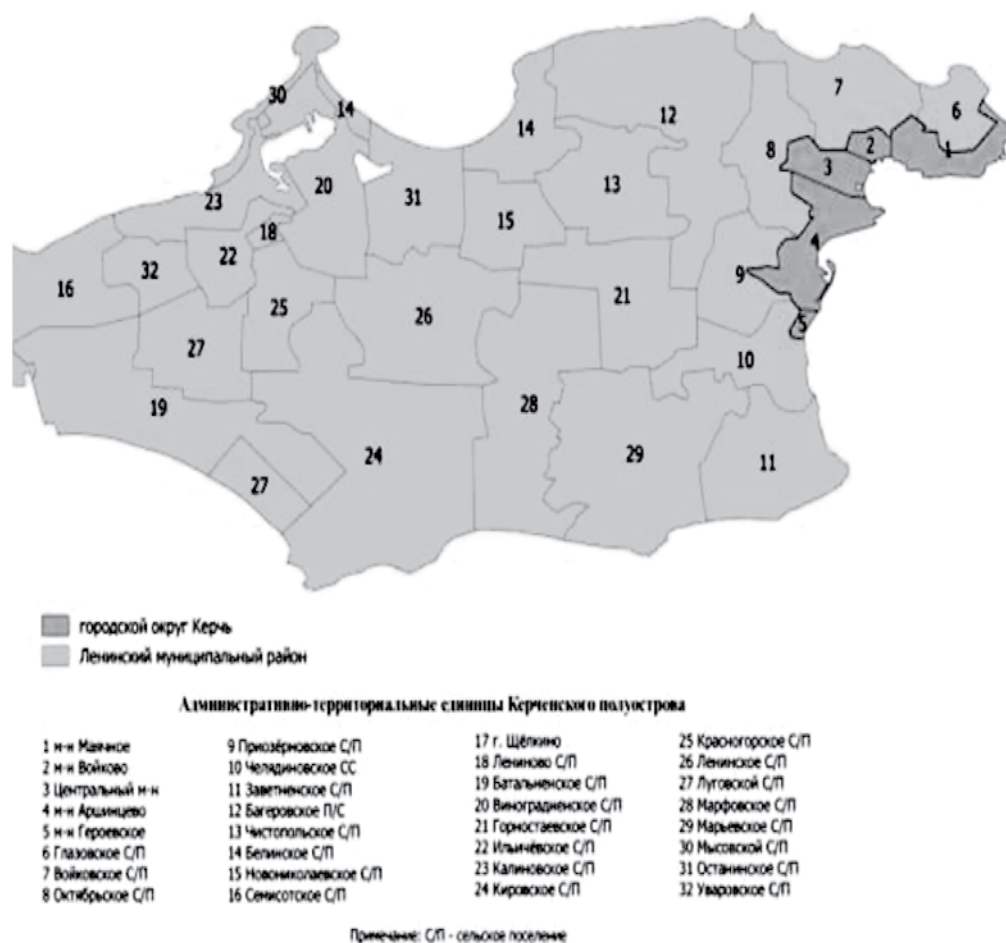 30
14
7
12
6
14
8
2
1
3
13
20
31
23
15
18
22
4
32
9
16
25
21
26
5
27
10
28
19
24
29
11
27
городской округ Керчь
Ленинский муниципальный район
Административно-территориальные единицы Керченского полуострова
1 м-н Маячное
2 м-н Войково
3 Центральный м-н
4 м-н Аршинцево
5 м-н Героевское
6 Глазовское С/П
7 Войковское С/П
8 Октябрьское С/П
9 Приозёрновское С/П
10 Челядиновское СС
11 Заветненское С/П
12 Багеровское П/С
13 Чистопольское С/П
14 Белинское С/П
15 Новониколаевское С/П
16 Семисотское С/П
17 г. Щёлкино
18 Лениново С/П
19 Батальненское С/П
20 Виноградненское С/П
21 Горностаевское С/П
22 Ильичёвское С/П
23 Калиновское С/П
24 Кировское С/П
25 Красногорское С/П
26 Ленинское С/П
27 Луговской С/П
28 Марфовское С/П
29 Марьевское С/П
30 Мысовской С/П
31 Останинское С/П
32 Уваровское С/П
Примечание: С/П - сельское поселение